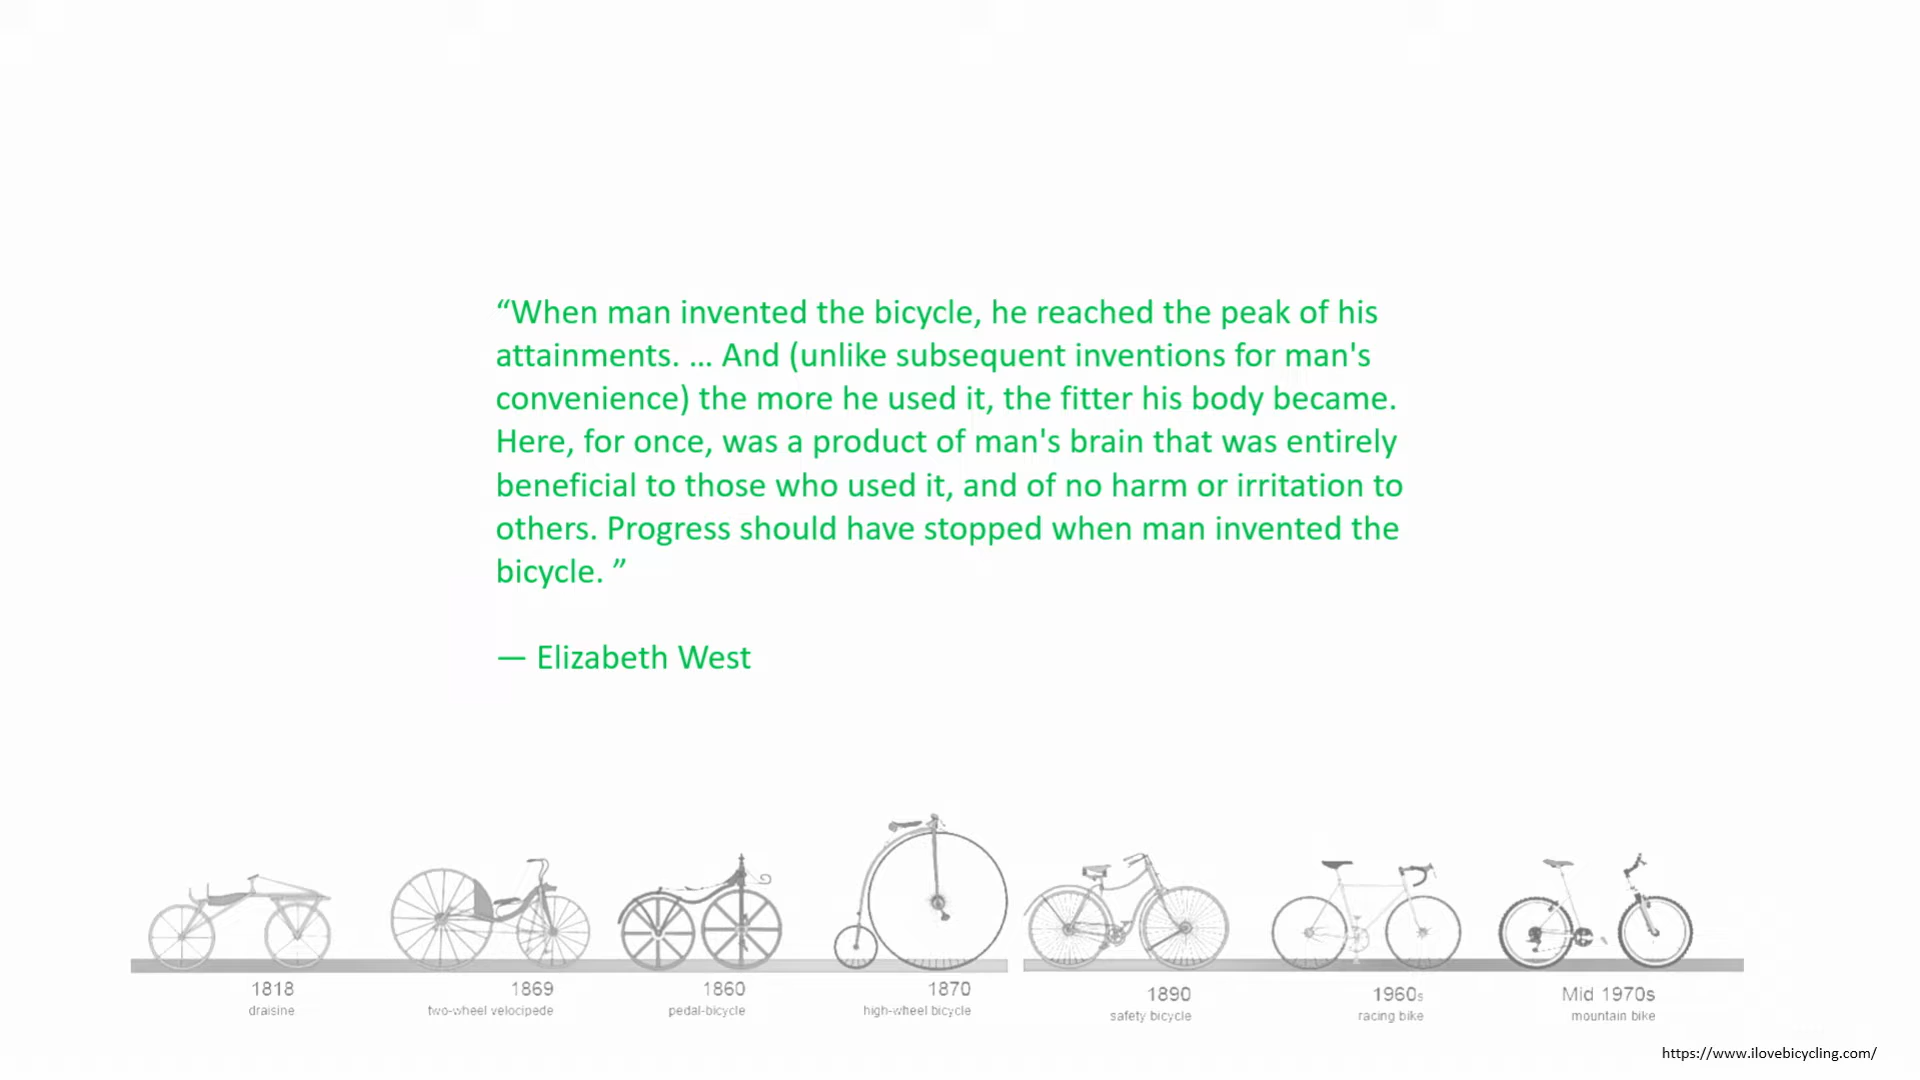 “When man invented the bicycle, he reached the peak of his
attainments. ... And (unlike subsequent inventions for man's
convenience) the more he used it, the fitter his body became.
Here, for once, was a product of man's brain that was entirely
beneficial to those who used it, and of no harm or irritation to
others. Progress should have stopped when man invented the
bicycle. ”
— Elizabeth West
1818
draisine
1869
two-wheel velocipede
1860
pedal-bicycle
1870
high-wheel bicycle
1890
safety bicycle
1960s
racing bike
Mid 1970s
mountain bike
https://www.ilovebicycling.com/